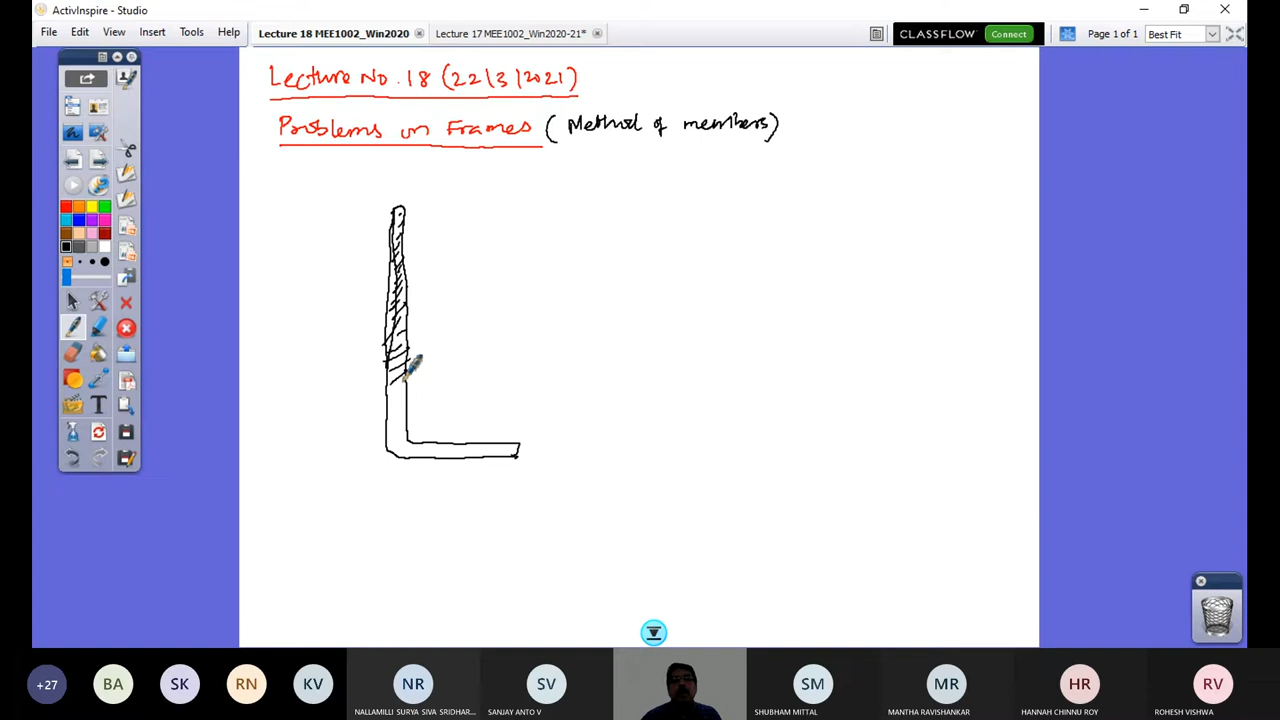 ActivInspire - Studio
File Edit View Insert Tools Help
Lecture 18 MEE1002_Win2020
Lecture 17 MEE1002_Win2020-21*
CLASSFLOW Connect
Page 1 of 1
Best Fit
Lecture No. 18 (22/3/2021)
Problems on Frames (Method of members)
T
+27
BA
SK
RN
KV
NR
SV
SM
MR
HR
RV
NALLAMILLI SURYA SIVA SRIDHAR...
SANJAY ANTO V
SHUBHAM MITTAL
MANTHA RAVISHANKAR
HANNAH CHINNU ROY
ROHESH VISHWA